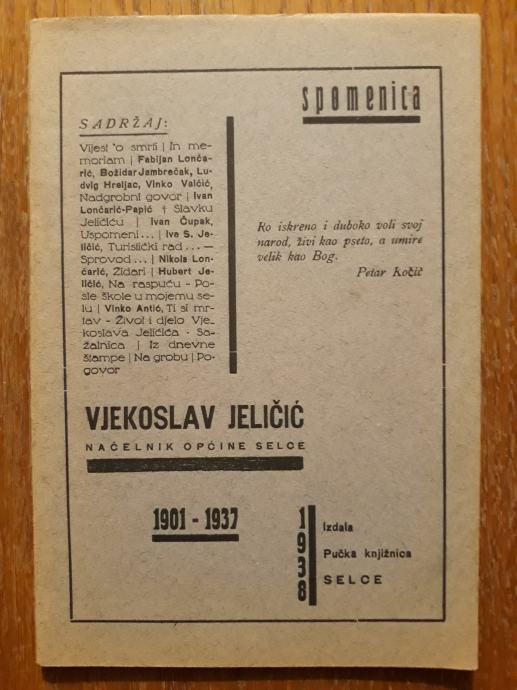 spomenica
SADRŽAJ:
Vijest o smrti | In me-
moriam | Fabijan Lonča-
rić, Božidar Jambrečak, Lu-
dvig Hreljac, Vinko Valčić,
Nadgrobni govor | Ivan
Lončarić-Papić † Slavku
Jeličiću | Ivan Čupak,
Uspomeni... | Ive S. Je-
ličić, Turistički rad... —
Sprovod... | Nikola Lon-
čarić, Zidari | Hubert Je-
ličić, Na raspuću - Po-
sle škole u mojemu se-
lu | Vinko Antić, Ti si mr-
tav - Život i djelo Vje-
koslava Jeličića - Sa-
žalnica | Iz dnevne
štampe | Na grobu | Po-
govor
Ko iskreno i duboko voli svoj
narod, živi kao pseto, a umire
velik kao Bog.
Petar Kočić
VJEKOSLAV JELIČIĆ
NAČELNIK OPĆINE SELCE
1901 - 1937
1938
Izdala
Pučka knjižnica
SELCE